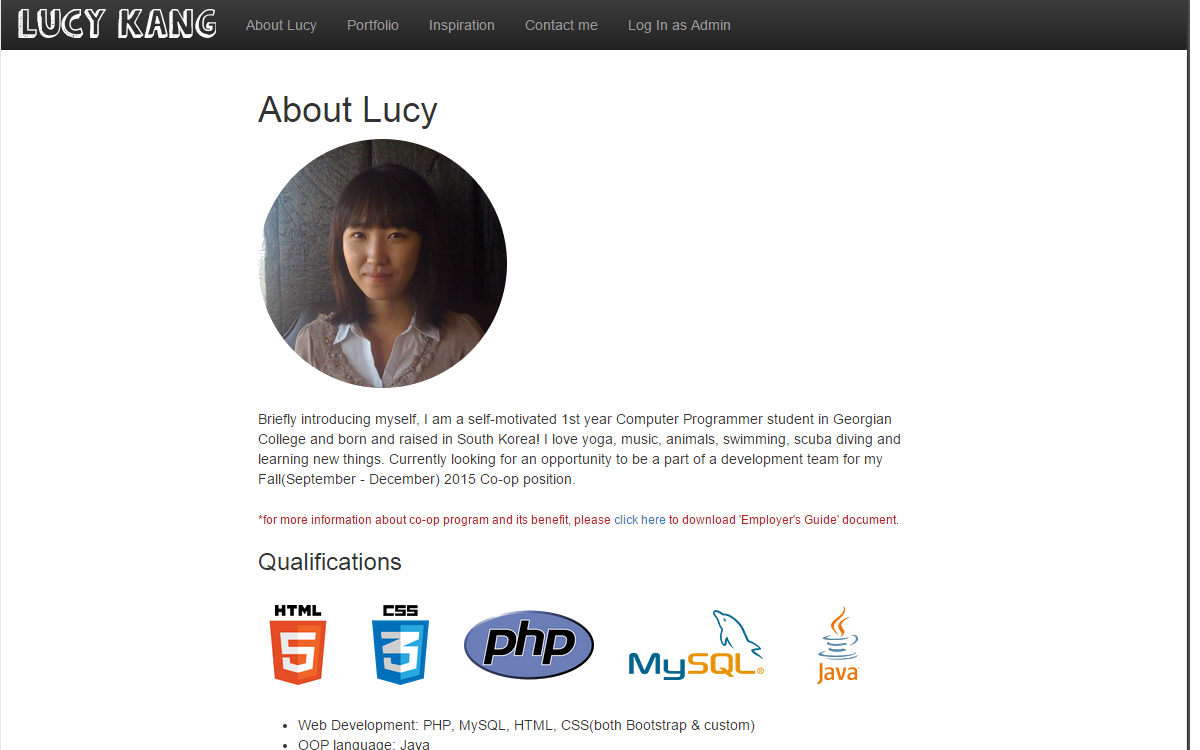 LUCY KANG About Lucy Portfolio Inspiration Contact me Log In as Admin
About Lucy
Briefly introducing myself, I am a self-motivated 1st year Computer Programmer student in Georgian
College and born and raised in South Korea! I love yoga, music, animals, swimming, scuba diving and
learning new things. Currently looking for an opportunity to be a part of a development team for my
Fall(September - December) 2015 Co-op position.
*for more information about co-op program and its benefit, please click here to download 'Employer's Guide' document.
Qualifications
HTML 5 CSS 3 php MySQL® Java
• Web Development: PHP, MySQL, HTML, CSS(both Bootstrap & custom)
• OOP language: Java